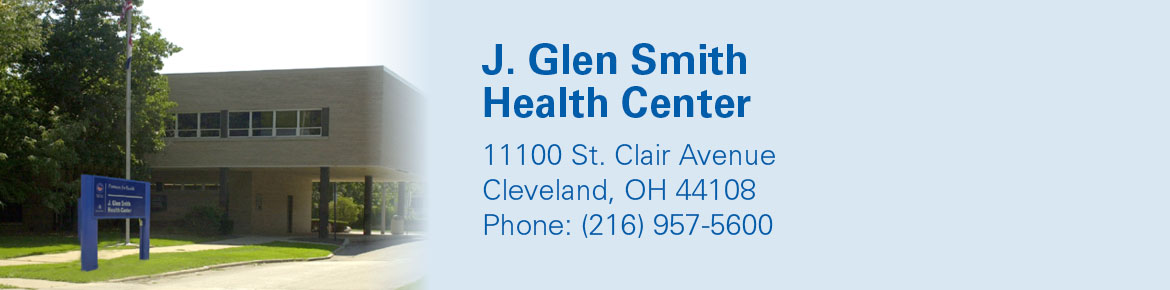 J. Glen Smith
Health Center
J. Glen Smith
Health Center
11100 St. Clair Avenue
Cleveland, OH 44108
Phone: (216) 957-5600